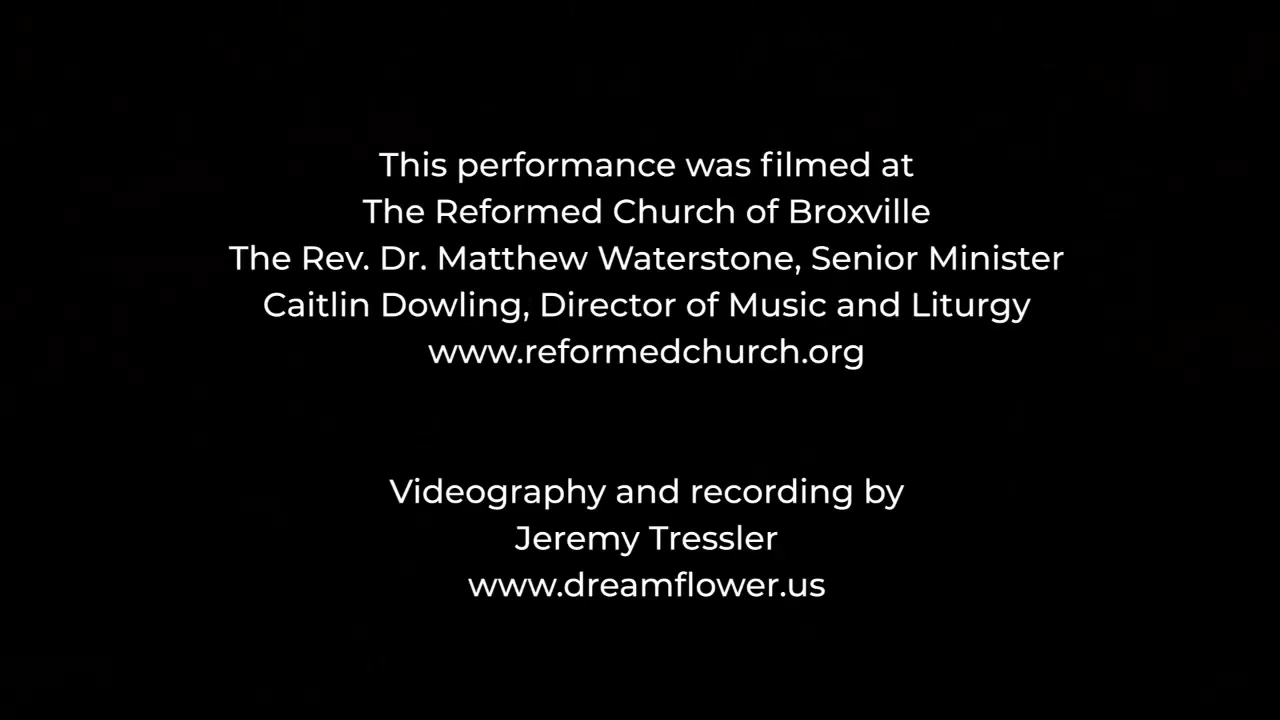 This performance was filmed at
The Reformed Church of Broxville
The Rev. Dr. Matthew Waterstone, Senior Minister
Caitlin Dowling, Director of Music and Liturgy
www.reformedchurch.org
Videography and recording by
Jeremy Tressler
www.dreamflower.us